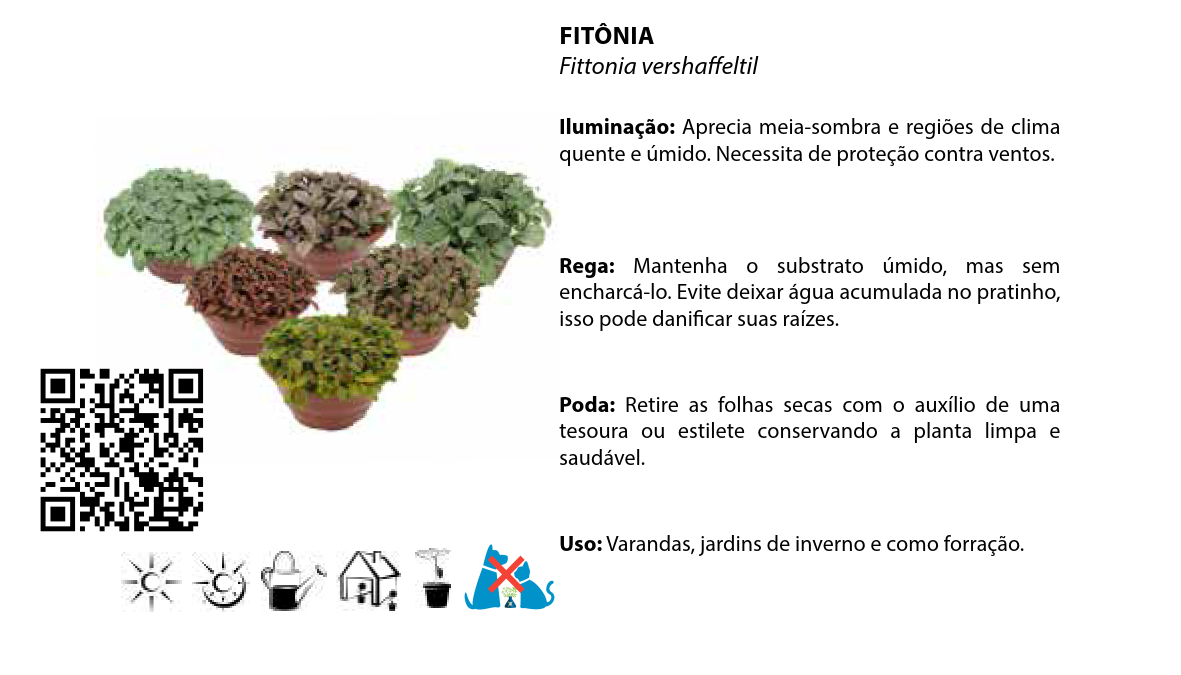 FITÔNIA
Fittonia vershaffeltil
Iluminação: Aprecia meia-sombra e regiões de clima
quente e úmido. Necessita de proteção contra ventos.
Rega: Mantenha o substrato úmido, mas sem
encharcá-lo. Evite deixar água acumulada no pratinho,
isso pode danificar suas raízes.
Poda: Retire as folhas secas com o auxílio de uma
tesoura ou estilete conservando a planta limpa e
saudável.
Uso: Varandas, jardins de inverno e como forração.